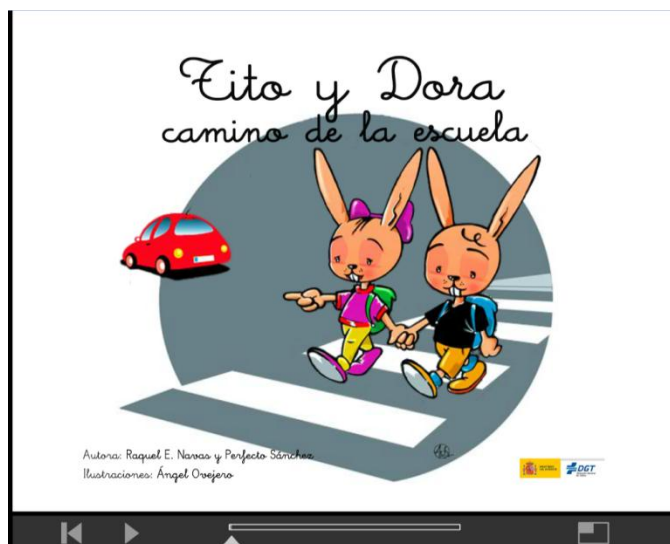 Tito y Dora
camino de la escuela
Autora: Raquel E. Navas y Perfecto Sánchez
Ilustraciones: Ángel Ovejero
DGT